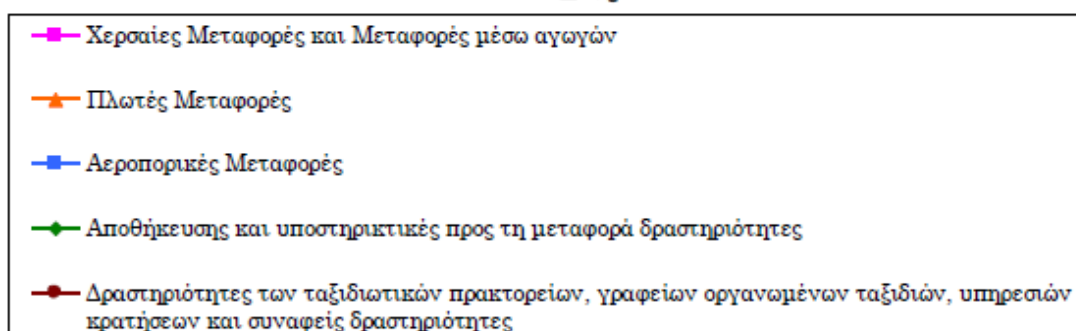 Χερσαίες Μεταφορές και Μεταφορές μέσω αγωγών
Πλωτές Μεταφορές
Αεροπορικές Μεταφορές
Αποθήκευσης και υποστηρικτικές προς τη μεταφορά δραστηριότητες
Δραστηριότητες των ταξιδιωτικών πρακτορείων, γραφείων οργανωμένων ταξιδιών, υπηρεσιών
κρατήσεων και συναφείς δραστηριότητες